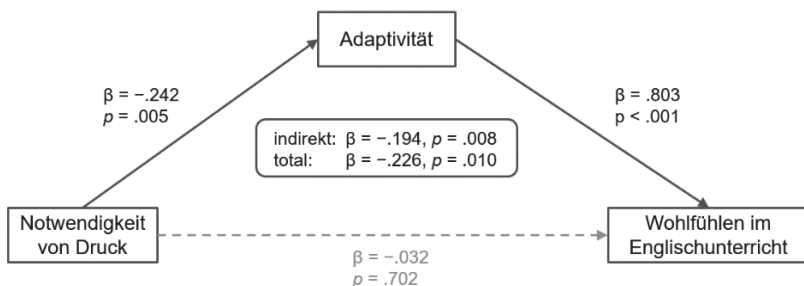 Adaptivität
β = −.242
p = .005
β = .803
p < .001
indirekt: β = −.194, p = .008
total: β = −.226, p = .010
Notwendigkeit
von Druck
Wohlfühlen im
Englischunterricht
β = −.032
p = .702